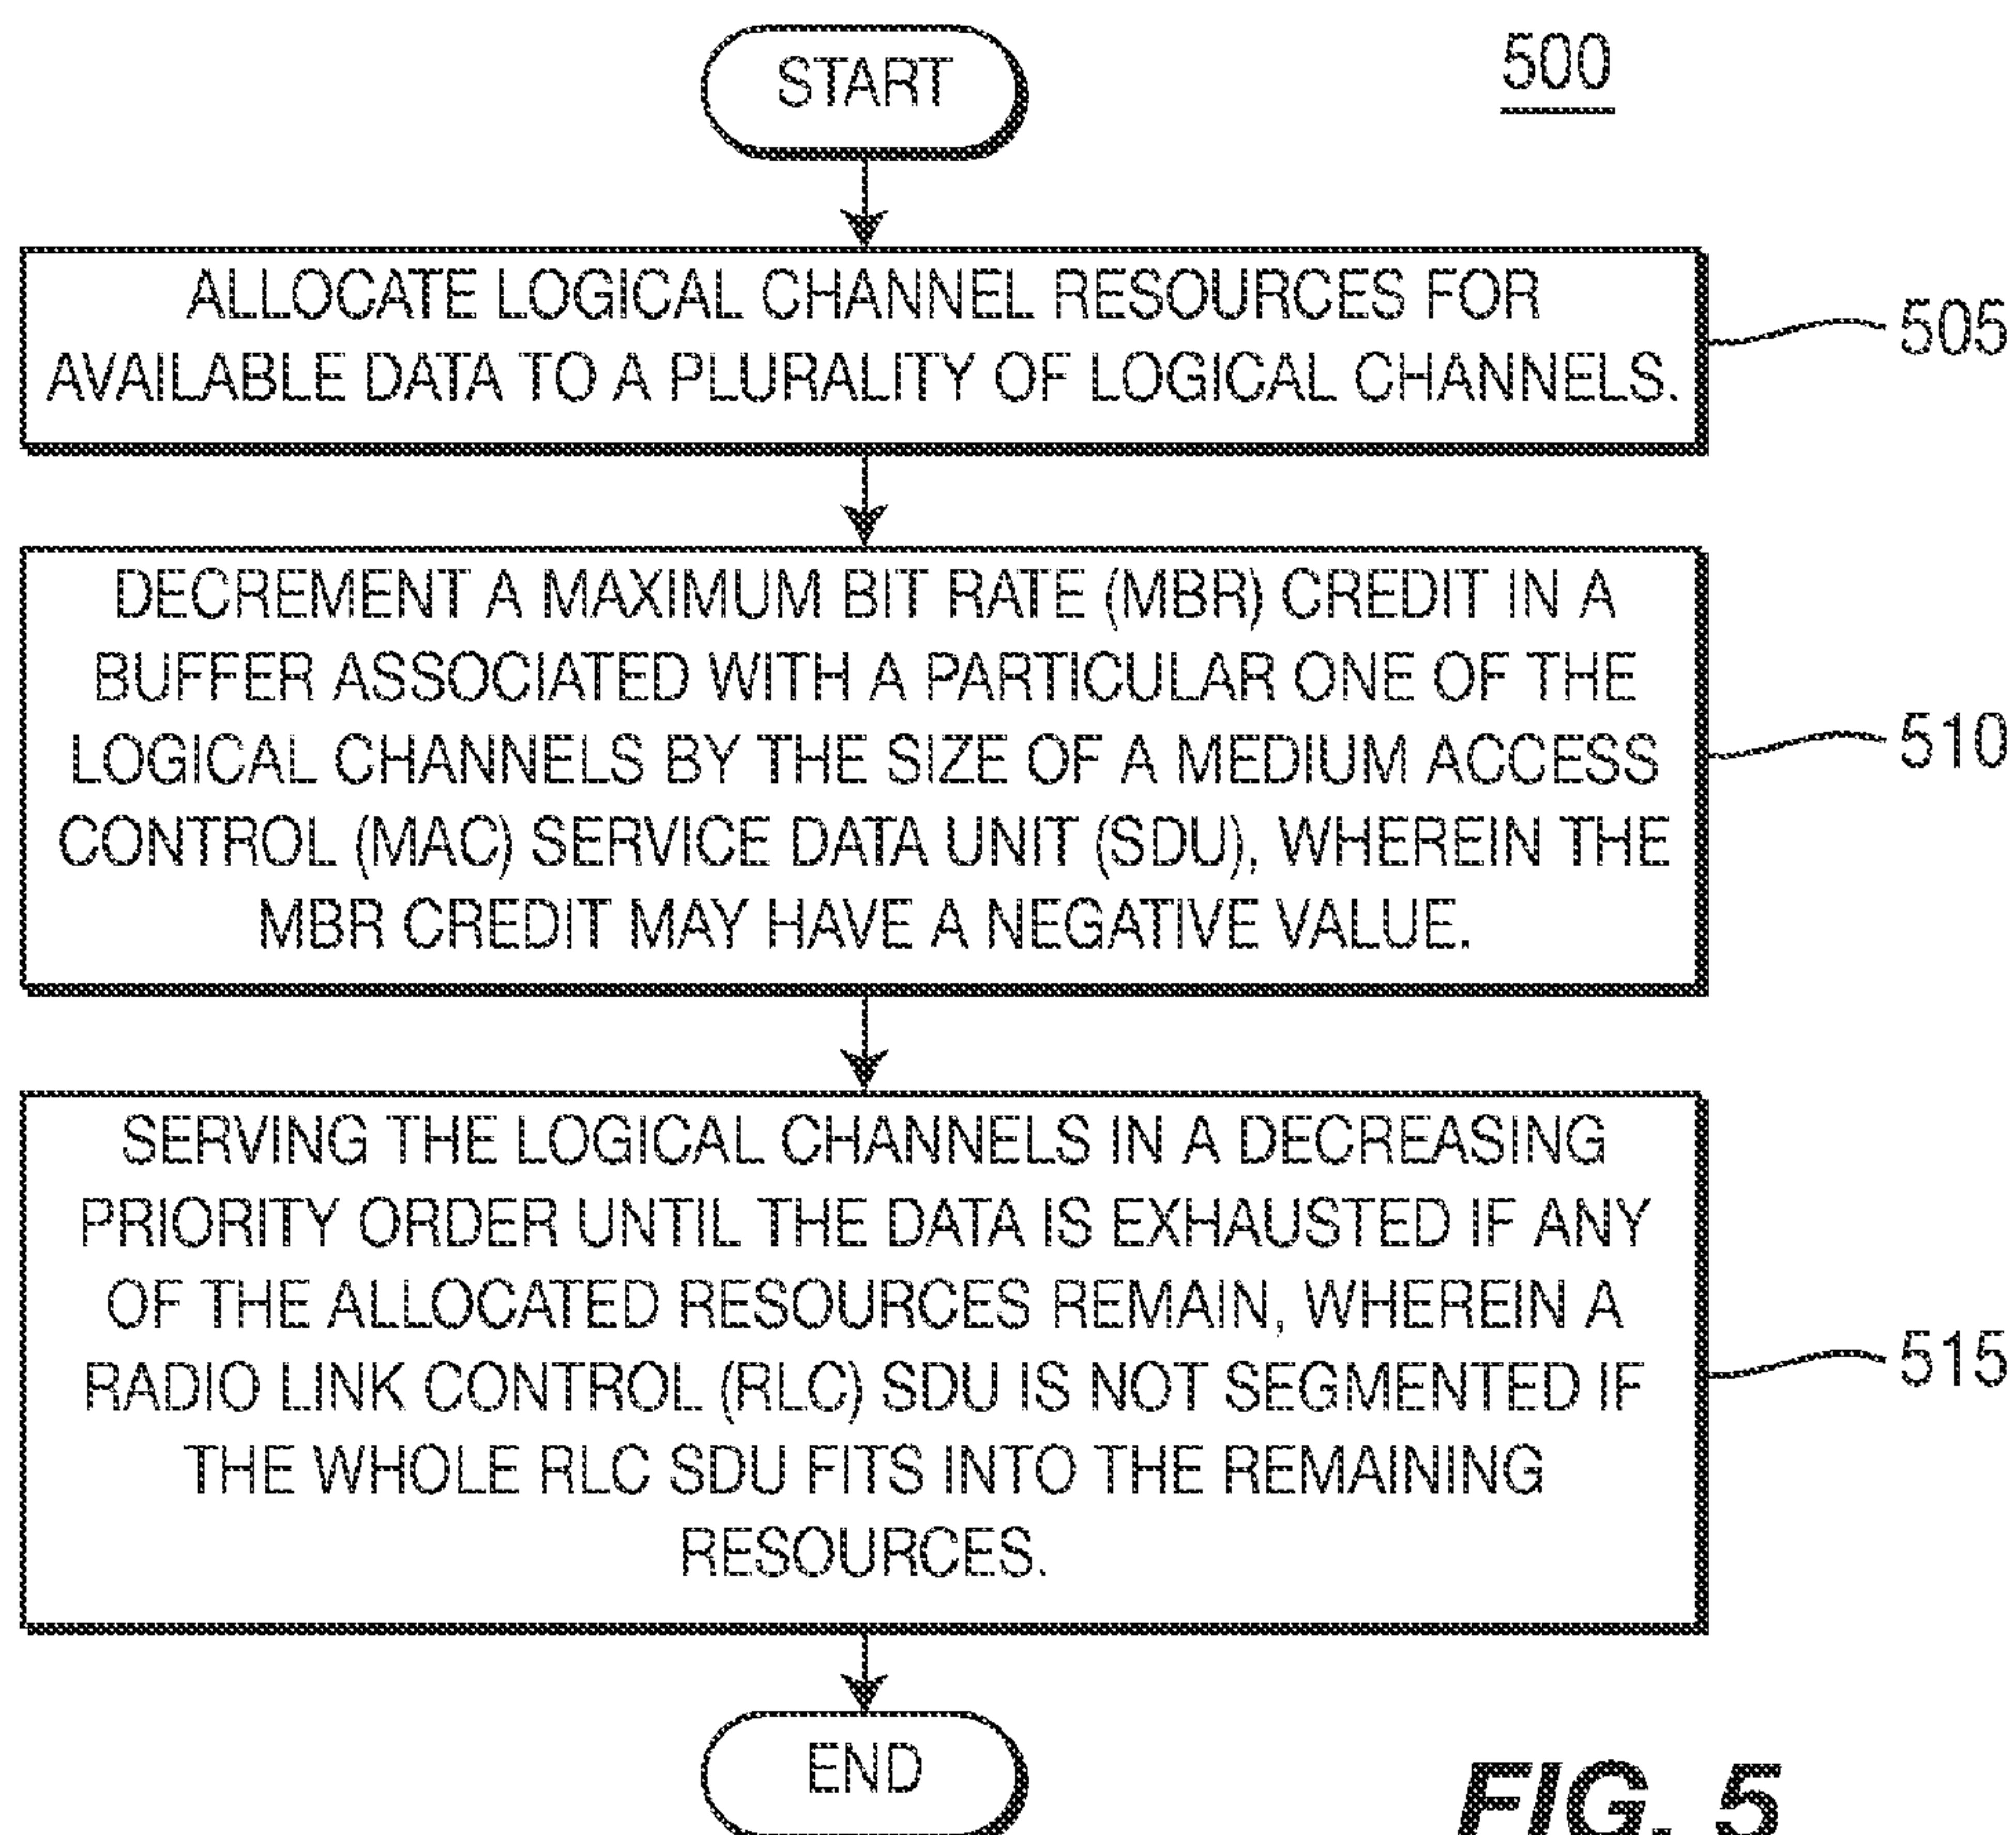 START
500
ALLOCATE LOGICAL CHANNEL RESOURCES FOR
AVAILABLE DATA TO A PLURALITY OF LOGICAL CHANNELS.
505
DECREMENT A MAXIMUM BIT RATE (MBR) CREDIT IN A
BUFFER ASSOCIATED WITH A PARTICULAR ONE OF THE
LOGICAL CHANNELS BY THE SIZE OF A MEDIUM ACCESS
CONTROL (MAC) SERVICE DATA UNIT (SDU), WHEREIN THE
MBR CREDIT MAY HAVE A NEGATIVE VALUE.
510
SERVING THE LOGICAL CHANNELS IN A DECREASING
PRIORITY ORDER UNTIL THE DATA IS EXHAUSTED IF ANY
OF THE ALLOCATED RESOURCES REMAIN, WHEREIN A
RADIO LINK CONTROL (RLC) SDU IS NOT SEGMENTED IF
THE WHOLE RLC SDU FITS INTO THE REMAINING
RESOURCES.
515
END
FIG. 5